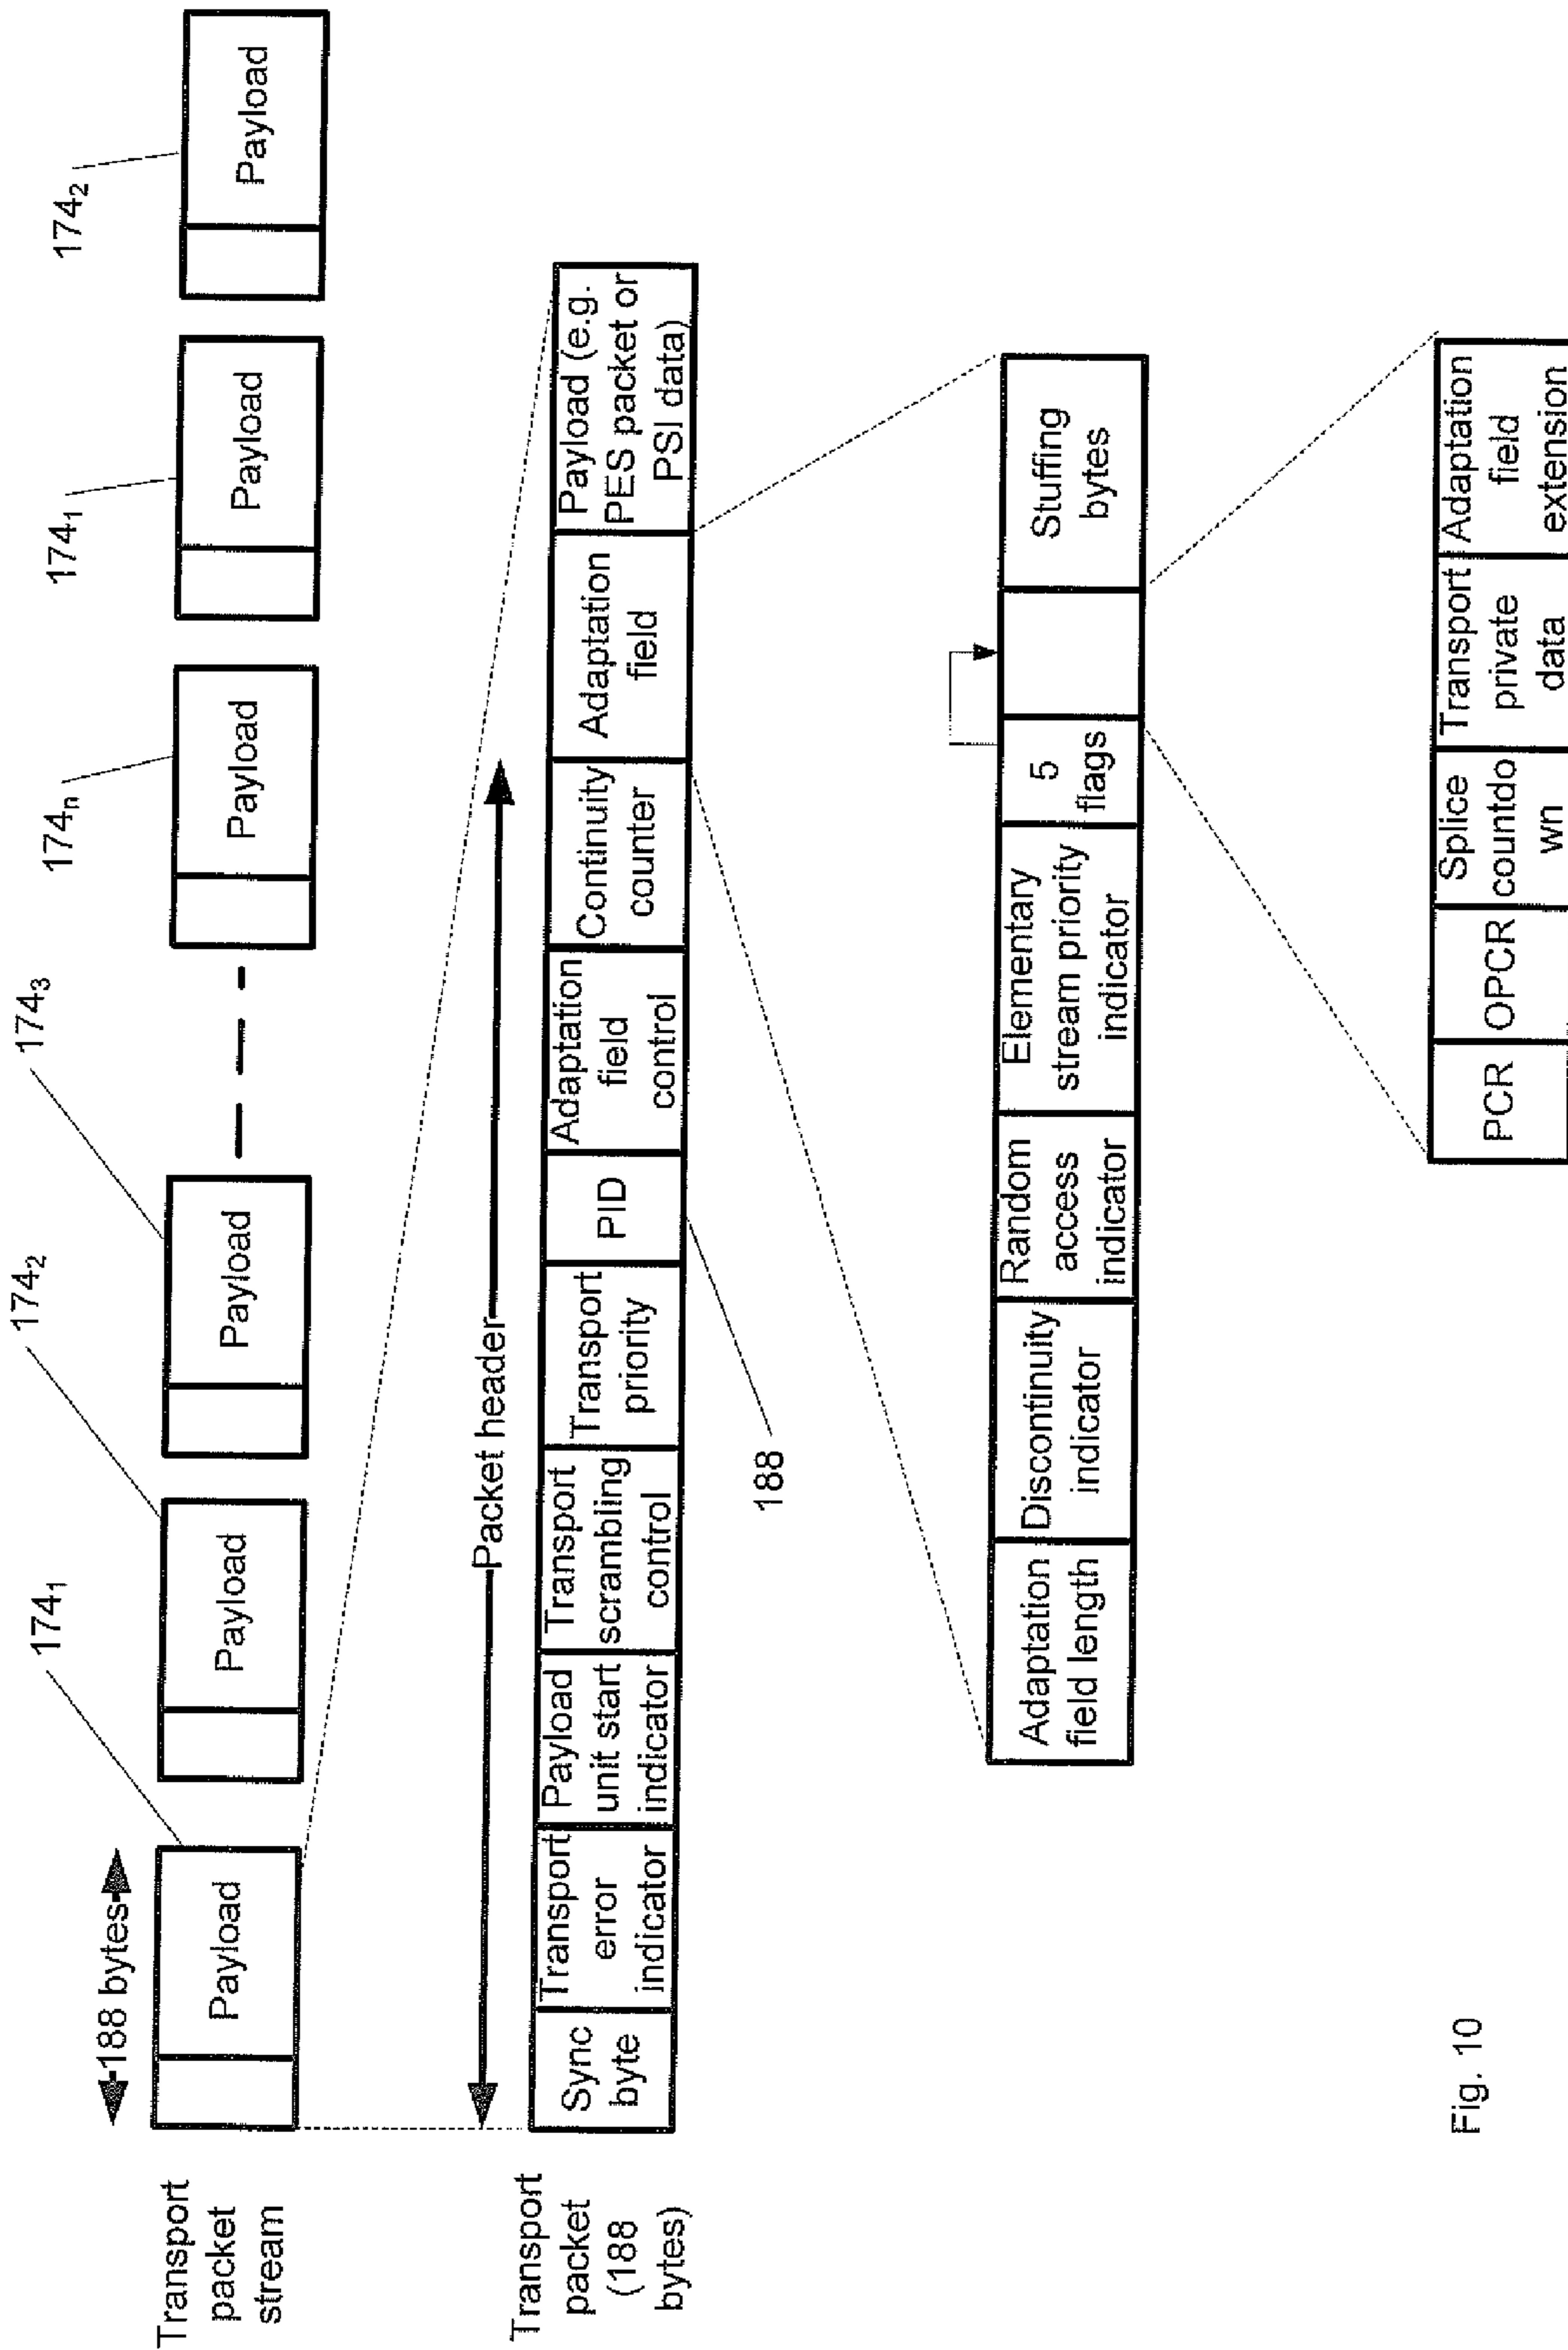 Transport
packet
stream
188 bytes
174₁
174₂
174₃
174ₙ
174₁
174₂
Payload
Payload
Payload
Payload
Payload
Payload
Packet header
Transport
packet
(188
bytes)
Sync
byte
Transport
error
indicator
Payload
unit start
indicator
Transport
scrambling
control
Transport
priority
PID
Adaptation
field
control
Continuity
counter
Adaptation
field
Payload (e.g.
PES packet or
PSI data)
188
Adaptation
field length
Discontinuity
indicator
Random
access
indicator
Elementary
stream priority
indicator
5
flags
Stuffing
bytes
PCR
OPCR
Splice
countdo
wn
Transport
private
data
Adaptation
field
extension
Fig. 10